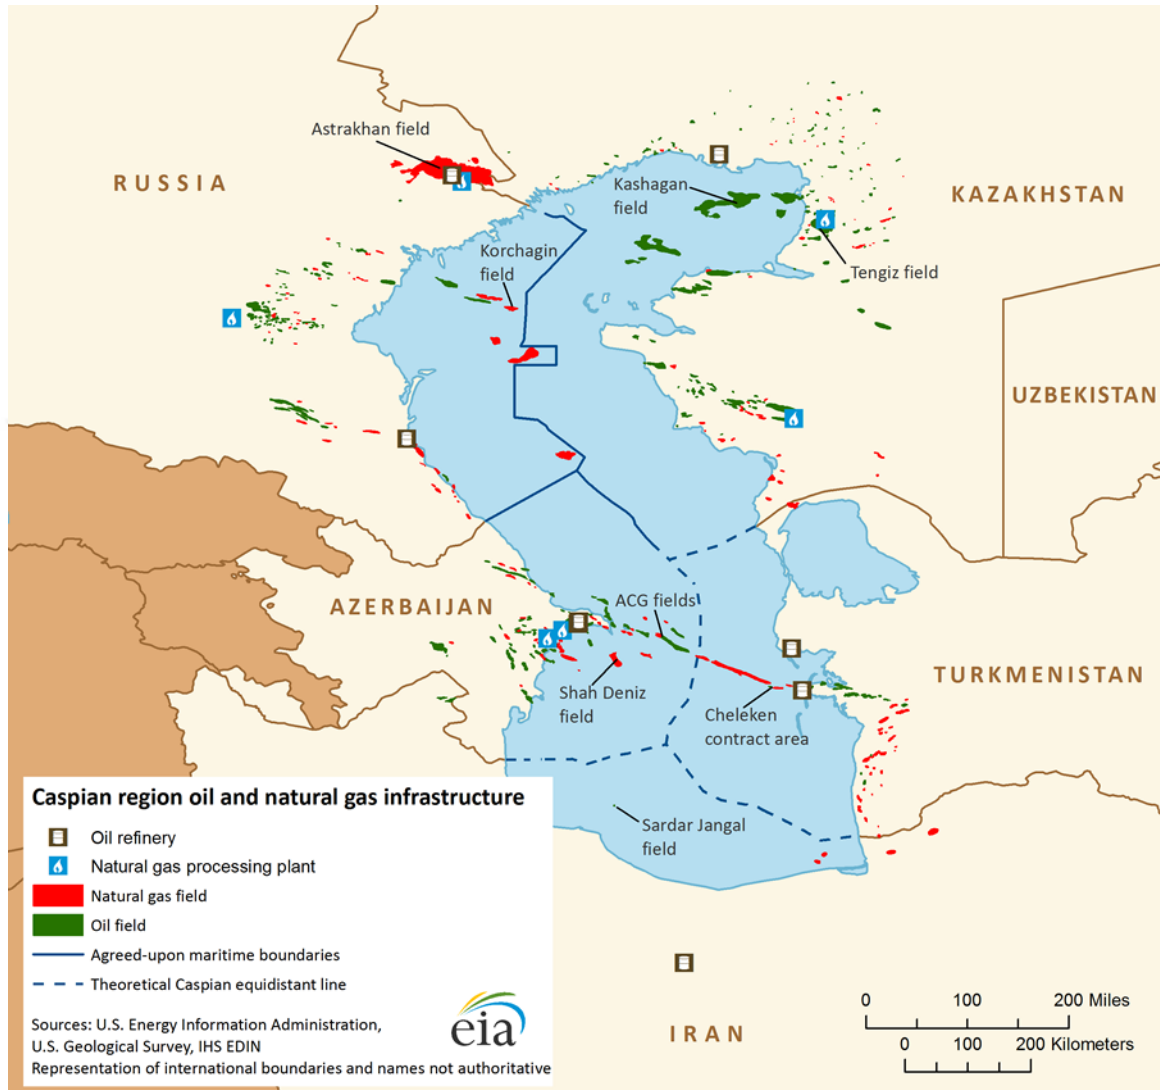 Astrakhan field
RUSSIA
Kashagan
field
KAZAKHSTAN
Korchagin
field
Tengiz field
UZBEKISTAN
AZERBAIJAN
ACG fields
TURKMENISTAN
Shah Deniz
field
Cheleken
contract area
Sardar Jangal
field
IRAN
Caspian region oil and natural gas infrastructure
Oil refinery
Natural gas processing plant
Natural gas field
Oil field
Agreed-upon maritime boundaries
Theoretical Caspian equidistant line
Sources: U.S. Energy Information Administration,
U.S. Geological Survey, IHS EDIN
Representation of international boundaries and names not authoritative
eia
0 100 200 Miles
0 100 200 Kilometers